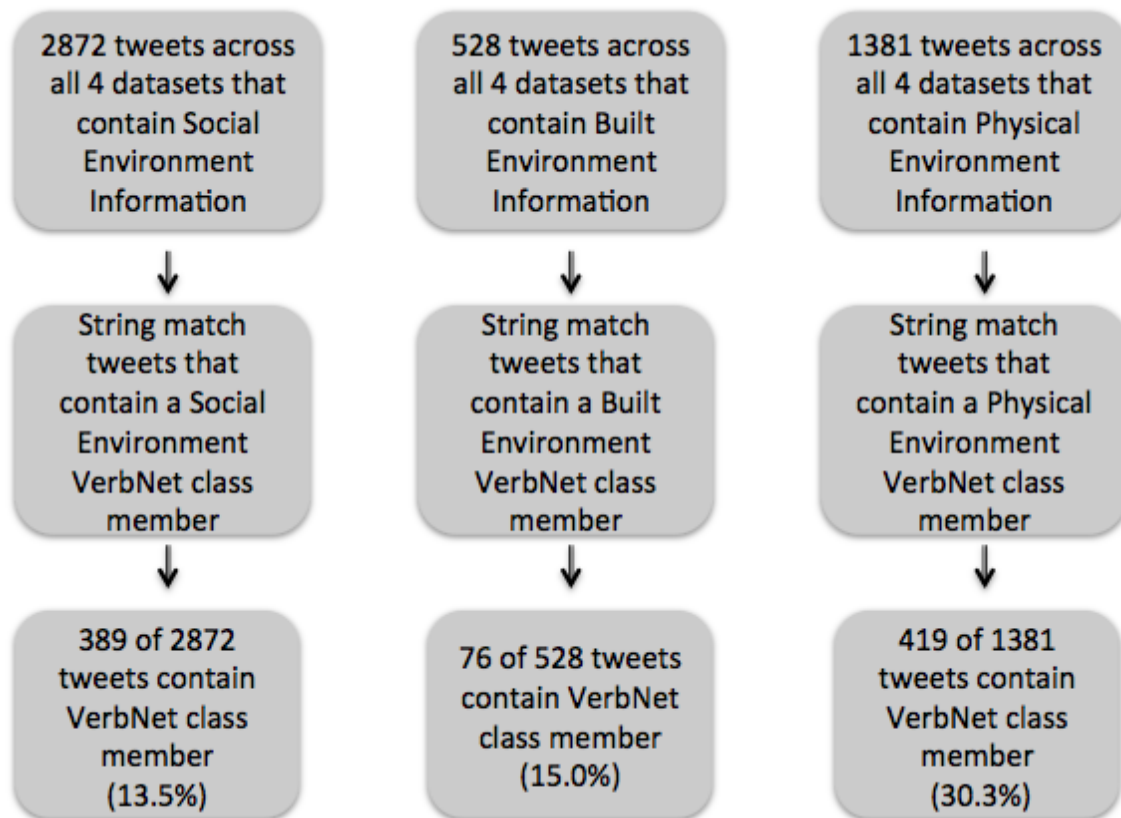 2872 tweets across
all 4 datasets that
contain Social
Environment
Information
528 tweets across
all 4 datasets that
contain Built
Environment
Information
1381 tweets across
all 4 datasets that
contain Physical
Environment
Information
String match
tweets that
contain a Social
Environment
VerbNet class
member
String match
tweets that
contain a Built
Environment
VerbNet class
member
String match
tweets that
contain a Physical
Environment
VerbNet class
member
389 of 2872
tweets contain
VerbNet class
member
(13.5%)
76 of 528 tweets
contain VerbNet
class member
(15.0%)
419 of 1381
tweets contain
VerbNet class
member
(30.3%)